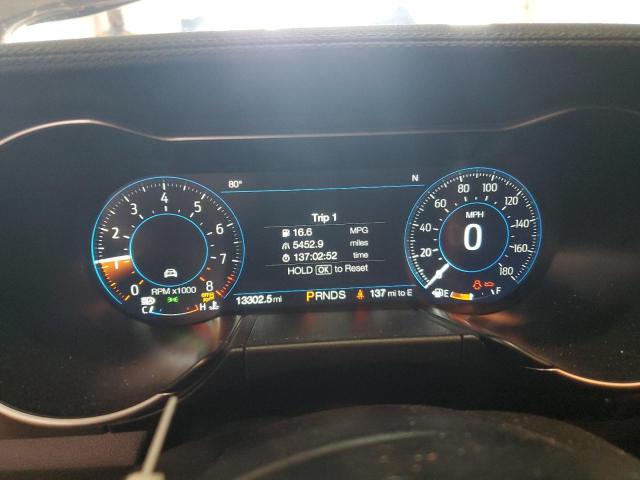 80° N
Trip 1
16.6 MPG
5452.9 miles
137:02:52 time
HOLD OK to Reset
13302.5 mi PRNDS 137 mi to E
0 1 2 3 4 5 6 7 8
RPM x1000
C H
20 40 60 80 100 120 140 160 180
MPH
0
E F